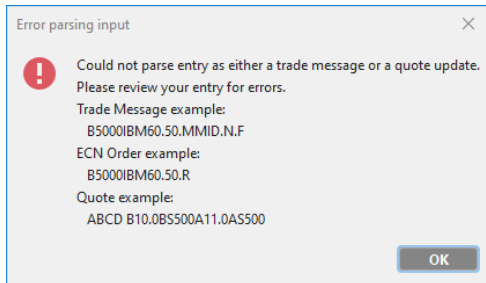 Error parsing input
Could not parse entry as either a trade message or a quote update.
Please review your entry for errors.
Trade Message example:
B5000IBM60.50.MMID.N.F
ECN Order example:
B5000IBM60.50.R
Quote example:
ABCD B10.0BS500A11.0AS500
OK